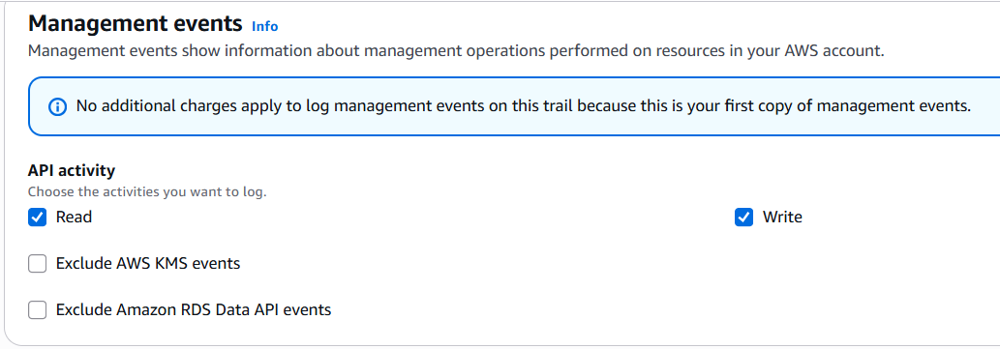 Management events Info
Management events show information about management operations performed on resources in your AWS account.
No additional charges apply to log management events on this trail because this is your first copy of management events.
API activity
Choose the activities you want to log.
Read Write
Exclude AWS KMS events
Exclude Amazon RDS Data API events